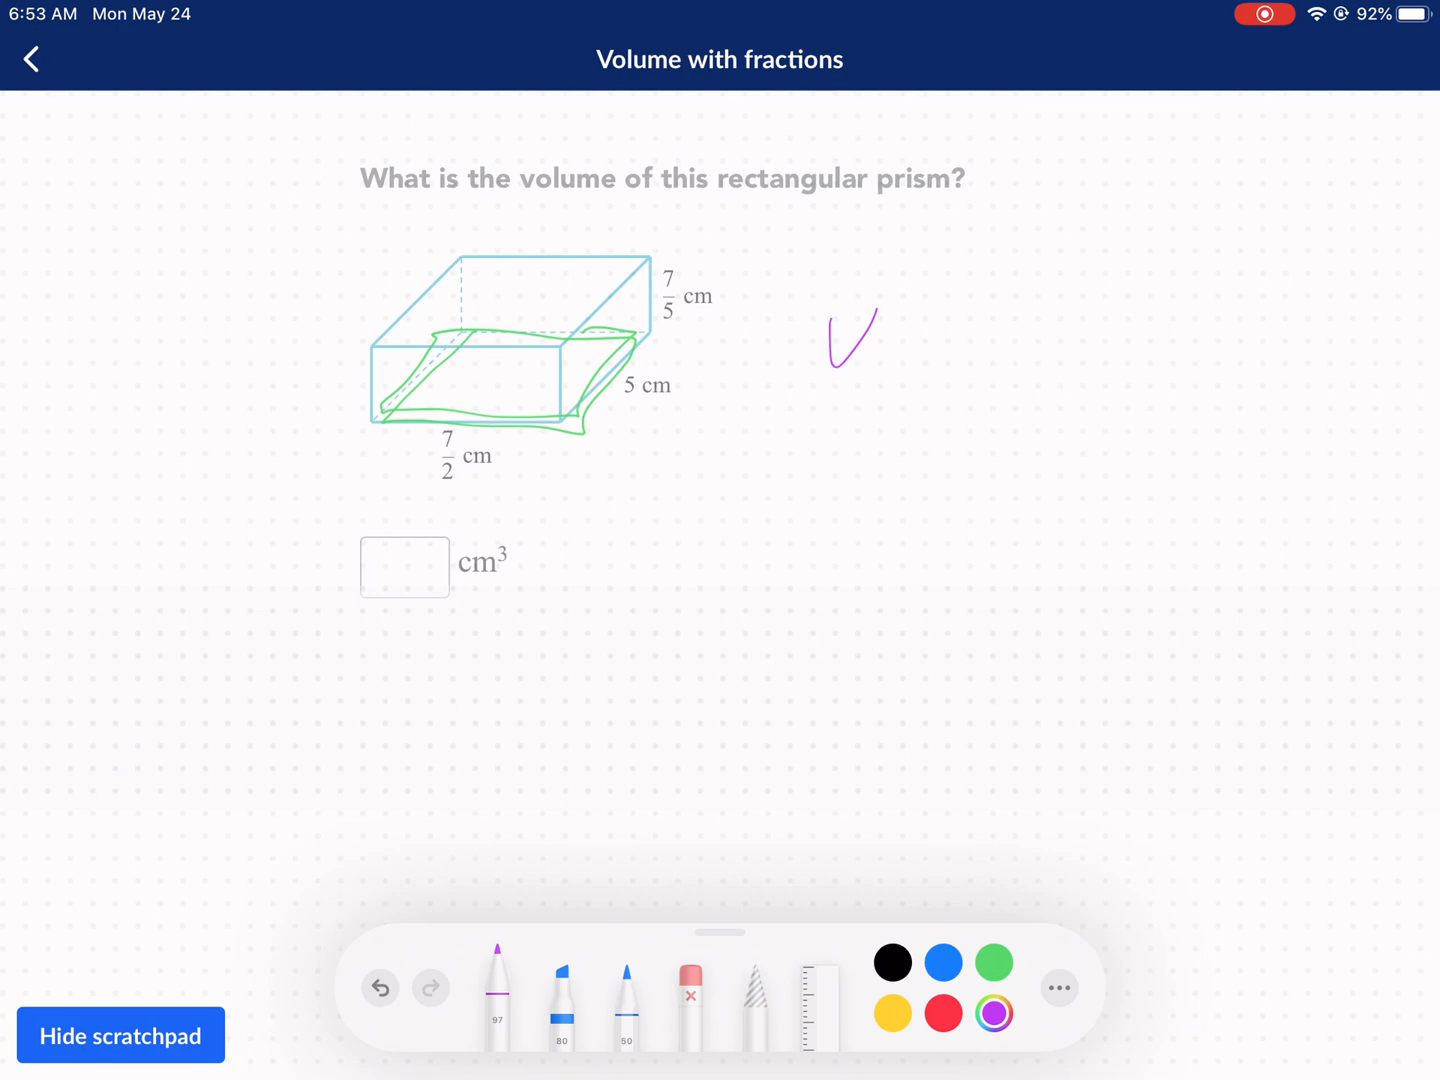 6:53 AM Mon May 24
92%
Volume with fractions
What is the volume of this rectangular prism?
7/5 cm
5 cm
7/2 cm
cm³
V
97
80
50
Hide scratchpad